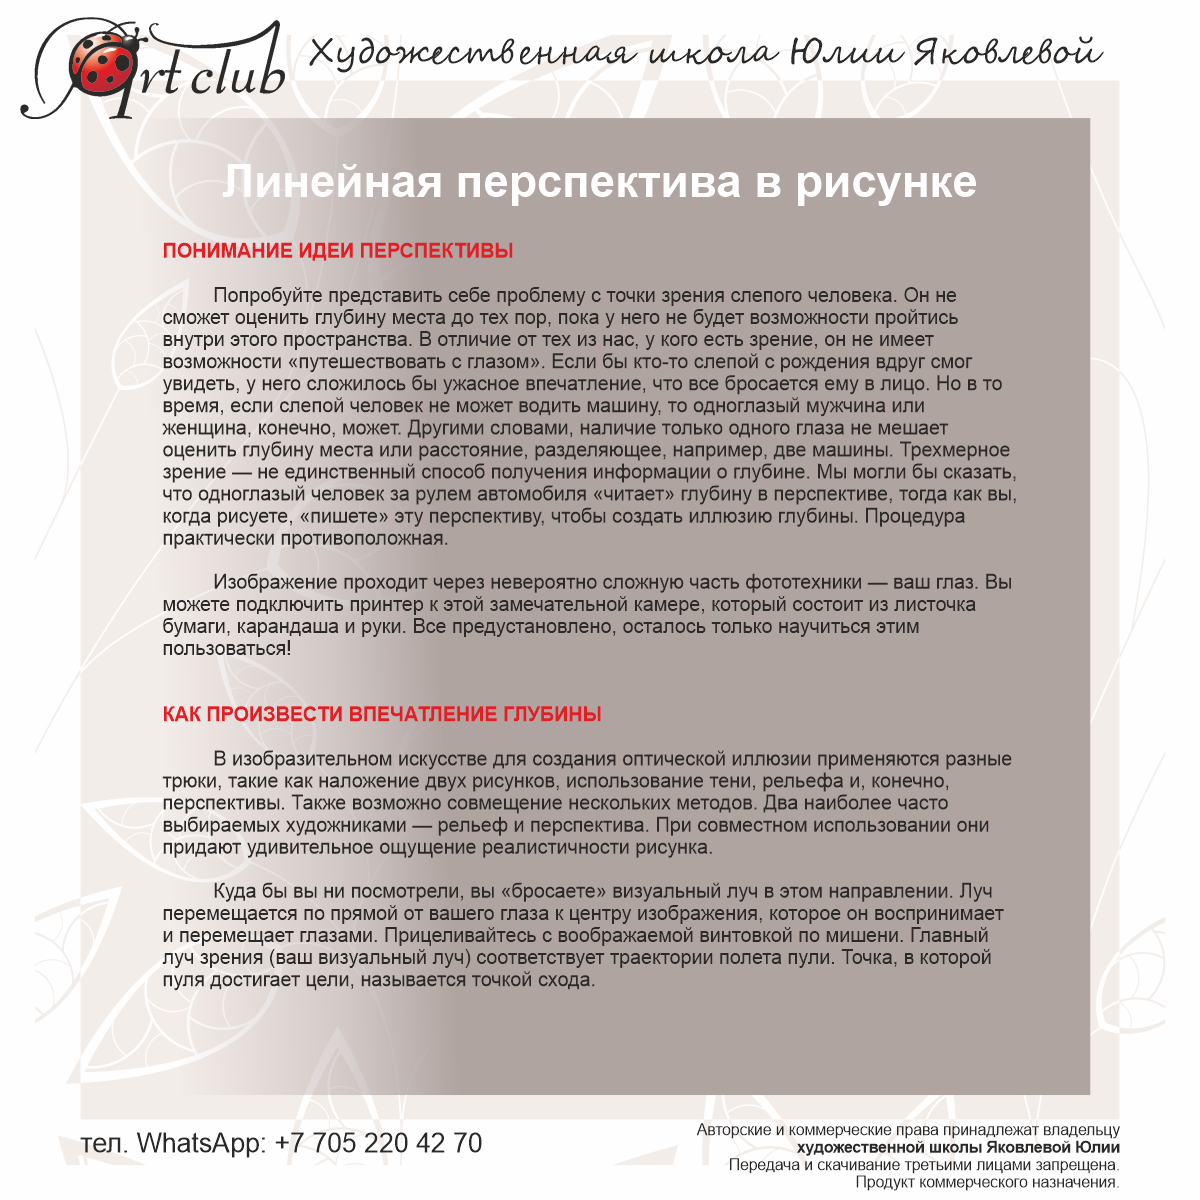 Art club
Художественная школа Юлии Яковлевой
Линейная перспектива в рисунке
ПОНИМАНИЕ ИДЕИ ПЕРСПЕКТИВЫ
Попробуйте представить себе проблему с точки зрения слепого человека. Он не
сможет оценить глубину места до тех пор, пока у него не будет возможности пройтись
внутри этого пространства. В отличие от тех из нас, у кого есть зрение, он не имеет
возможности «путешествовать с глазом». Если бы кто-то слепой с рождения вдруг смог
увидеть, у него сложилось бы ужасное впечатление, что все бросается ему в лицо. Но в то
время, если слепой человек не может водить машину, то одноглазый мужчина или
женщина, конечно, может. Другими словами, наличие только одного глаза не мешает
оценить глубину места или расстояние, разделяющее, например, две машины. Трехмерное
зрение — не единственный способ получения информации о глубине. Мы могли бы сказать,
что одноглазый человек за рулем автомобиля «читает» глубину в перспективе, тогда как вы,
когда рисуете, «пишете» эту перспективу, чтобы создать иллюзию глубины. Процедура
практически противоположная.
Изображение проходит через невероятно сложную часть фототехники — ваш глаз. Вы
можете подключить принтер к этой замечательной камере, который состоит из листочка
бумаги, карандаша и руки. Все предустановлено, осталось только научиться этим
пользоваться!
КАК ПРОИЗВЕСТИ ВПЕЧАТЛЕНИЕ ГЛУБИНЫ
В изобразительном искусстве для создания оптической иллюзии применяются разные
трюки, такие как наложение двух рисунков, использование тени, рельефа и, конечно,
перспективы. Также возможно совмещение нескольких методов. Два наиболее часто
выбираемых художниками — рельеф и перспектива. При совместном использовании они
придают удивительное ощущение реалистичности рисунка.
Куда бы вы ни посмотрели, вы «бросаете» визуальный луч в этом направлении. Луч
перемещается по прямой от вашего глаза к центру изображения, которое он воспринимает
и перемещает глазами. Прицеливайтесь с воображаемой винтовкой по мишени. Главный
луч зрения (ваш визуальный луч) соответствует траектории полета пули. Точка, в которой
пуля достигает цели, называется точкой схода.
тел. WhatsApp: +7 705 220 42 70
Авторские и коммерческие права принадлежат владельцу
художественной школы Яковлевой Юлии
Передача и скачивание третьими лицами запрещена.
Продукт коммерческого назначения.